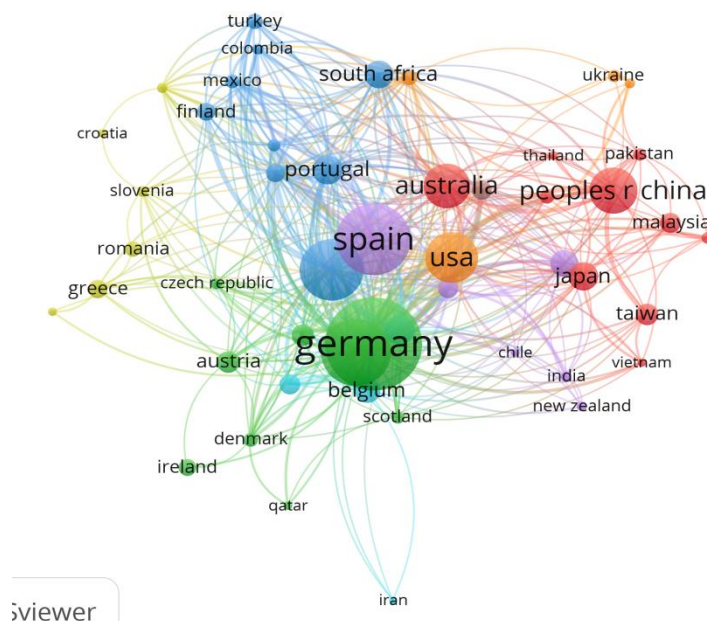 turkey
colombia
south africa
ukraine
mexico
finland
croatia
thailand
pakistan
portugal
australia
peoples r china
slovenia
malaysia
spain
romania
usa
japan
czech republic
greece
taiwan
germany
chile
austria
vietnam
india
belgium
new zealand
scotland
denmark
ireland
qatar
iran
Sviewer